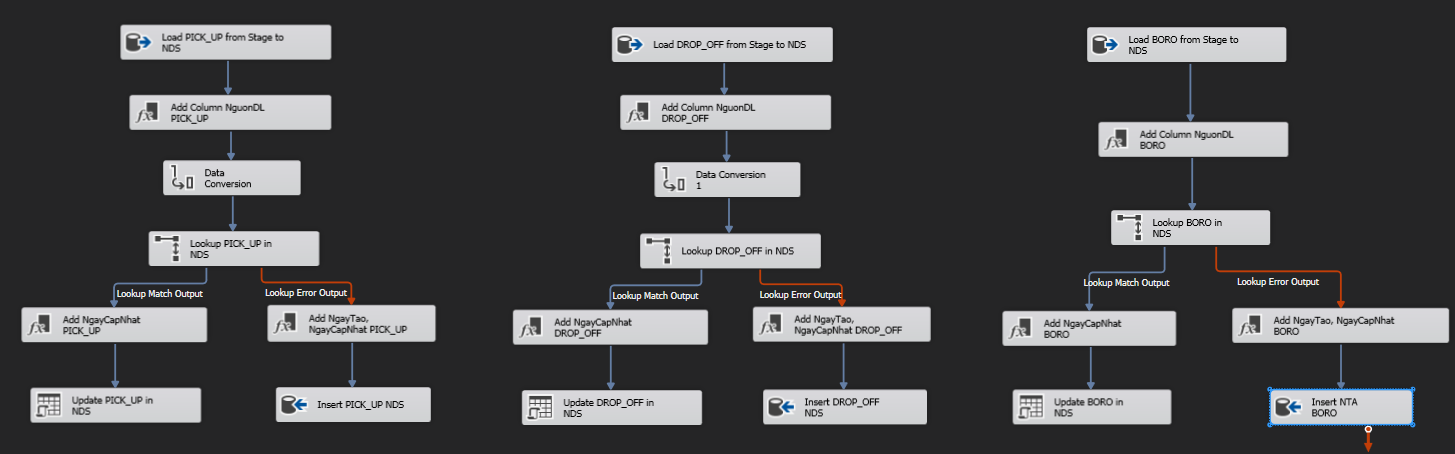 Load PICK_UP from Stage to
NDS
Add Column NguonDL
PICK_UP
Data
Conversion
Lookup PICK_UP in
NDS
Lookup Match Output
Lookup Error Output
Add NgayCapNhat
PICK_UP
Add NgayTao,
NgayCapNhat PICK_UP
Update PICK_UP in
NDS
Insert PICK_UP NDS
Load DROP_OFF from Stage to NDS
Add Column NguonDL
DROP_OFF
Data Conversion
1
Lookup DROP_OFF in NDS
Lookup Match Output
Lookup Error Output
Add NgayCapNhat
DROP_OFF
Add NgayTao,
NgayCapNhat DROP_OFF
Update DROP_OFF in
NDS
Insert DROP_OFF
NDS
Load BORO from Stage to
NDS
Add Column NguonDL
BORO
Lookup BORO in
NDS
Lookup Match Output
Lookup Error Output
Add NgayCapNhat
BORO
Add NgayTao, NgayCapNhat
BORO
Update BORO in
NDS
Insert NTA
BORO